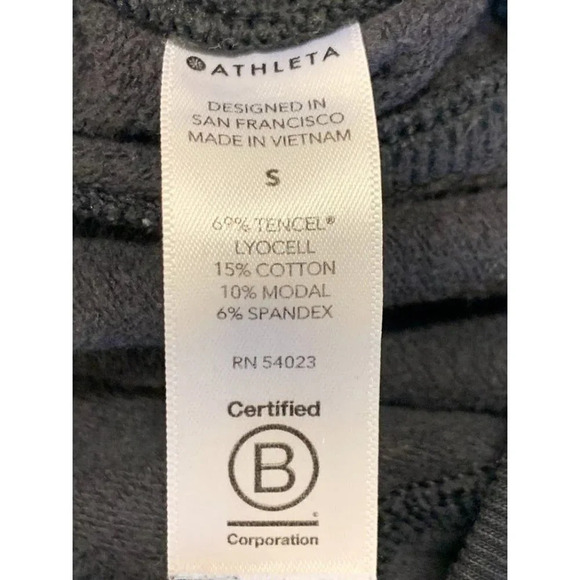 ATHLETA
DESIGNED IN
SAN FRANCISCO
MADE IN VIETNAM
S
69% TENCEL®
LYOCELL
15% COTTON
10% MODAL
6% SPANDEX
RN 54023
Certified
B
Corporation